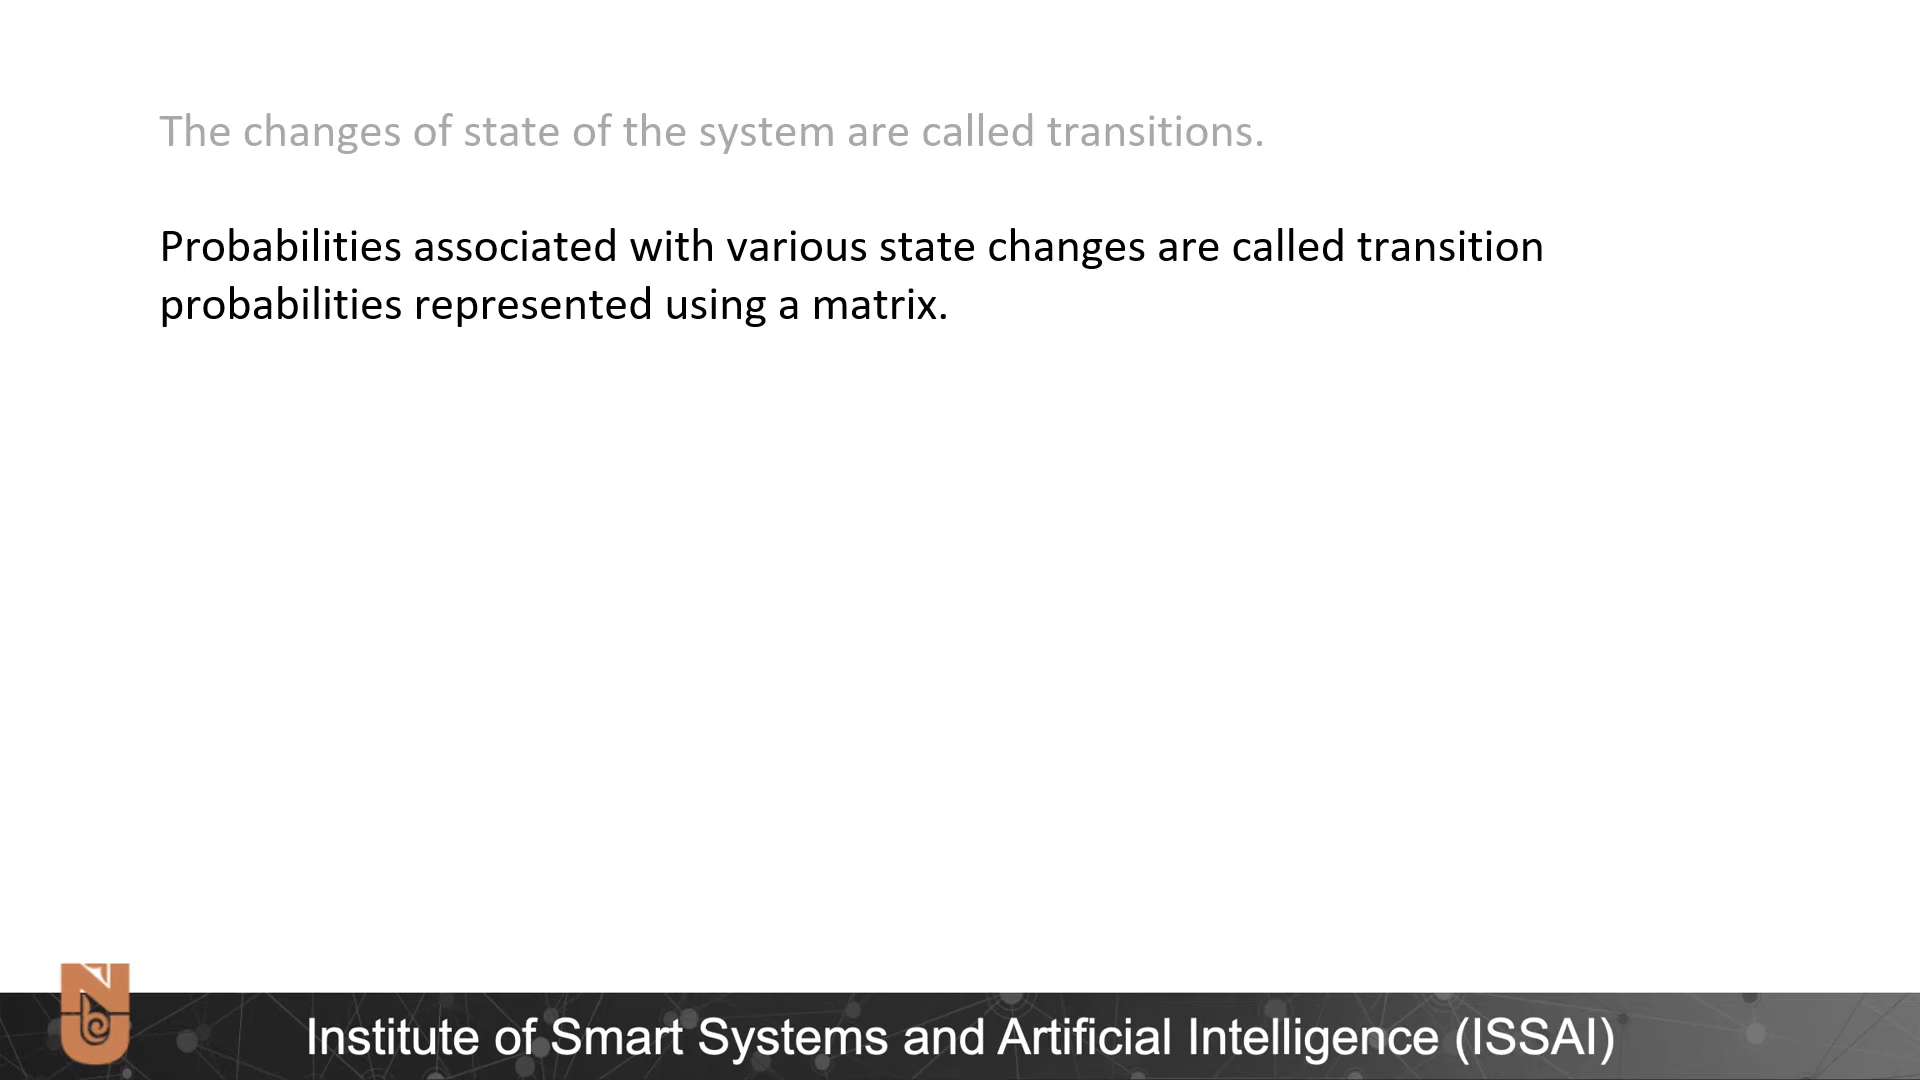 The changes of state of the system are called transitions.
Probabilities associated with various state changes are called transition
probabilities represented using a matrix.
Institute of Smart Systems and Artificial Intelligence (ISSAI)